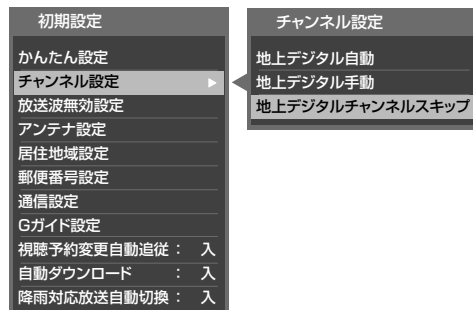 初期設定
かんたん設定
チャンネル設定
放送波無効設定
アンテナ設定
居住地域設定
郵便番号設定
通信設定
Gガイド設定
視聴予約変更自動追従： 入
自動ダウンロード ： 入
降雨対応放送自動切換： 入
チャンネル設定
地上デジタル自動
地上デジタル手動
地上デジタルチャンネルスキップ